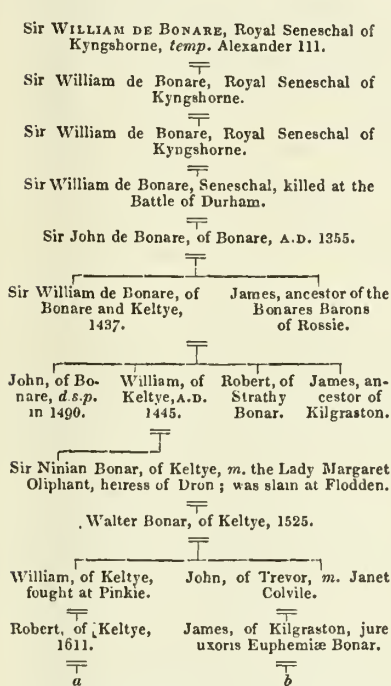 Sir WILLIAM DE BONARE, Royal Seneschal of
Kyngshorne, temp. Alexander III.
Sir William de Bonare, Royal Seneschal of
Kyngshorne.
Sir William de Bonare, Royal Seneschal of
Kyngshorne.
Sir William de Bonare, Seneschal, killed at the
Battle of Durham.
Sir John de Bonare, of Bonare, A.D. 1355.
Sir William de Bonare, of
Bonare and Keltye,
1437.
James, ancestor of the
Bonares Barons
of Rossie.
John, of Bo-
nare, d.s.p.
in 1490.
William, of
Keltye, A.D.
1445.
Robert, of
Strathy
Bonar.
James, an-
cestor of
Kilgraston.
Sir Ninian Bonar, of Keltye, m. the Lady Margaret
Oliphant, heiress of Dron; was slain at Flodden.
Walter Bonar, of Keltye, 1525.
William, of Keltye,
fought at Pinkie.
John, of Trevor, m. Janet
Colvile.
Robert, of Keltye,
1611.
James, of Kilgraston, jure
uxoris Euphemiæ Bonar.
a
b